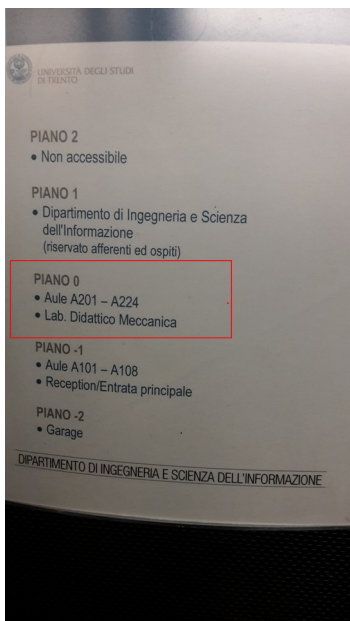 UNIVERSITÀ DEGLI STUDI
DI TRENTO
PIANO 2
• Non accessibile
PIANO 1
• Dipartimento di Ingegneria e Scienza
dell'Informazione
(riservato afferenti ed ospiti)
PIANO 0
• Aule A201 – A224
• Lab. Didattico Meccanica
PIANO -1
• Aule A101 – A108
• Reception/Entrata principale
PIANO -2
• Garage
DIPARTIMENTO DI INGEGNERIA E SCIENZA DELL'INFORMAZIONE